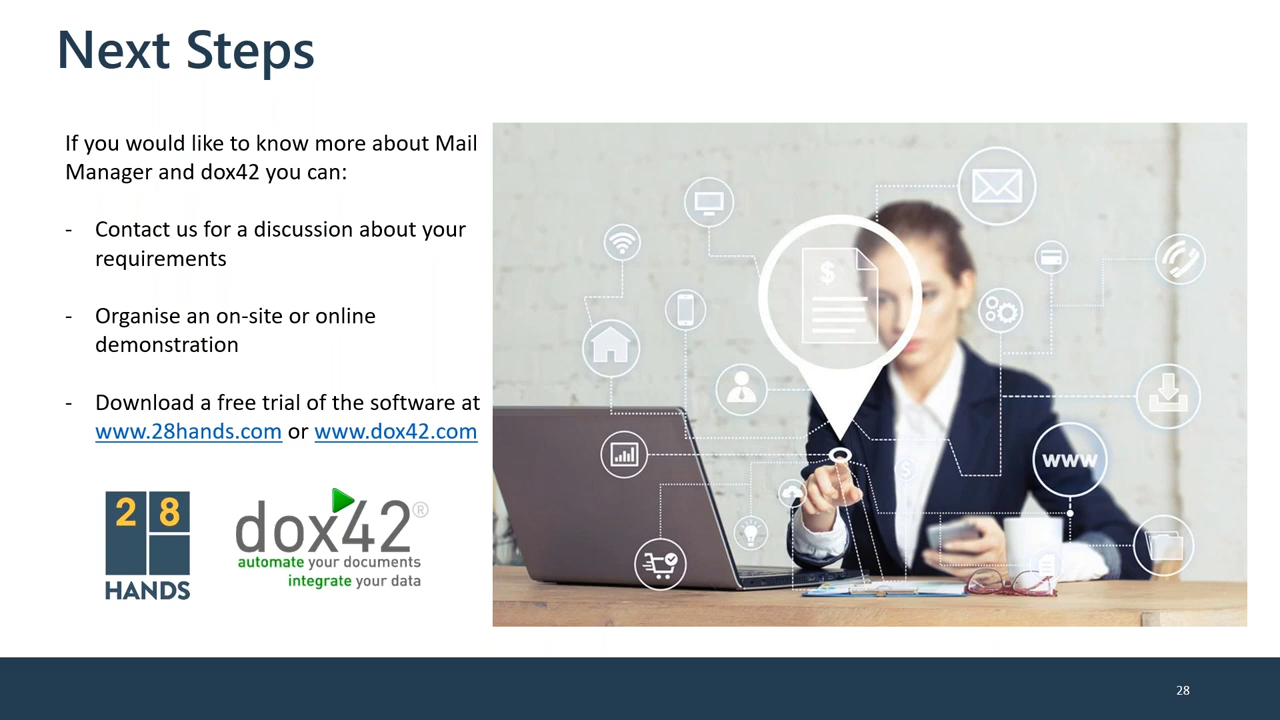 Next Steps
If you would like to know more about Mail
Manager and dox42 you can:
- Contact us for a discussion about your
requirements
- Organise an on-site or online
demonstration
- Download a free trial of the software at
www.28hands.com or www.dox42.com
28
HANDS
dox42®
automate your documents
integrate your data
$
www
$
28